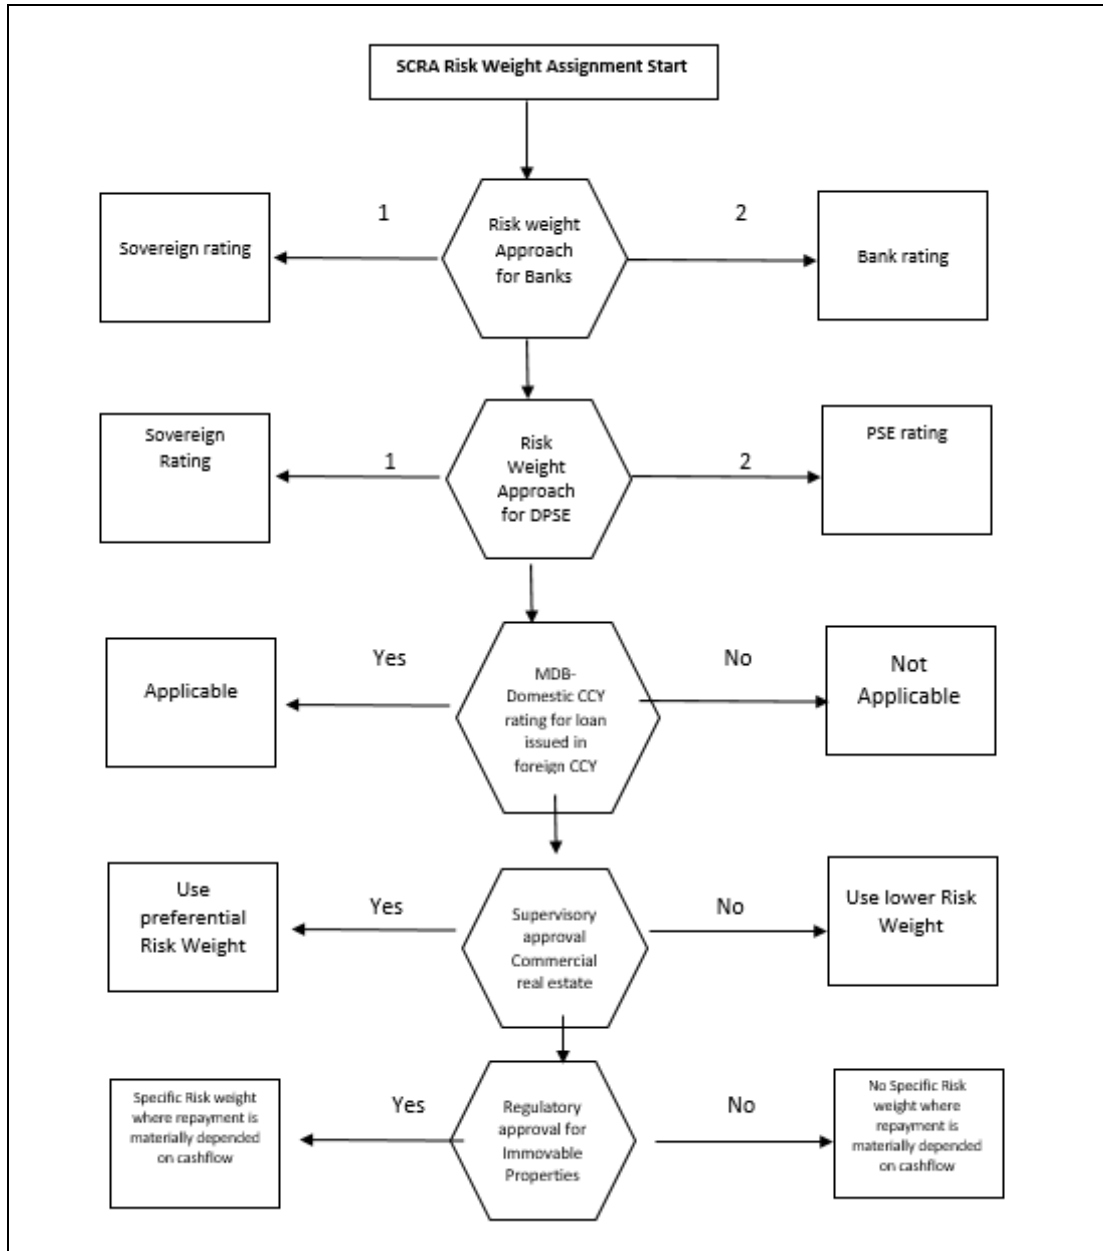 SCRA Risk Weight Assignment Start
1
2
Sovereign rating
Risk weight
Approach
for Banks
Bank rating
Sovereign
Rating
1
Risk
Weight
Approach
for DPSE
2
PSE rating
Applicable
Yes
MDB-
Domestic CCY
rating for loan
issued in
foreign CCY
No
Not
Applicable
Use
preferential
Risk Weight
Yes
Supervisory
approval
Commercial
real estate
No
Use lower Risk
Weight
Specific Risk weight
where repayment is
materially depended
on cashflow
Yes
Regulatory
approval for
Immovable
Properties
No
No Specific Risk
weight where
repayment is
materially depended
on cashflow